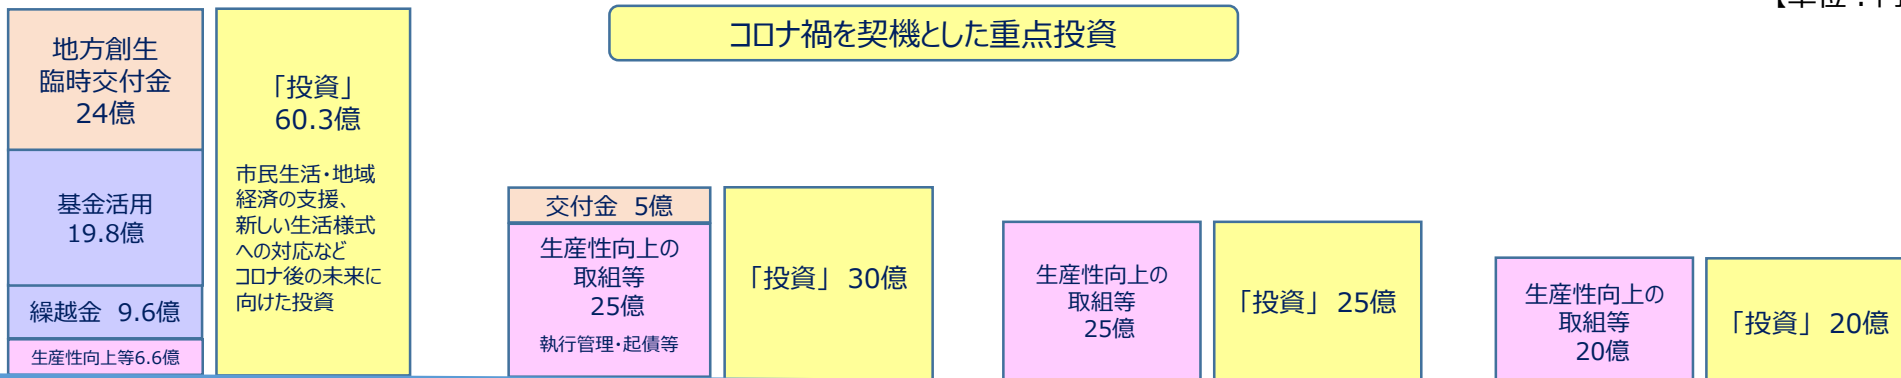 コロナ禍を契機とした重点投資
地方創生
臨時交付金
24億
基金活用
19.8億
繰越金 9.6億
生産性向上等6.6億
「投資」
60.3億
市民生活・地域
経済の支援、
新しい生活様式
への対応など
コロナ後の未来に
向けた投資
交付金 5億
生産性向上の
取組等
25億
執行管理・起債等
「投資」 30億
生産性向上の
取組等
25億
「投資」 25億
生産性向上の
取組等
20億
「投資」 20億